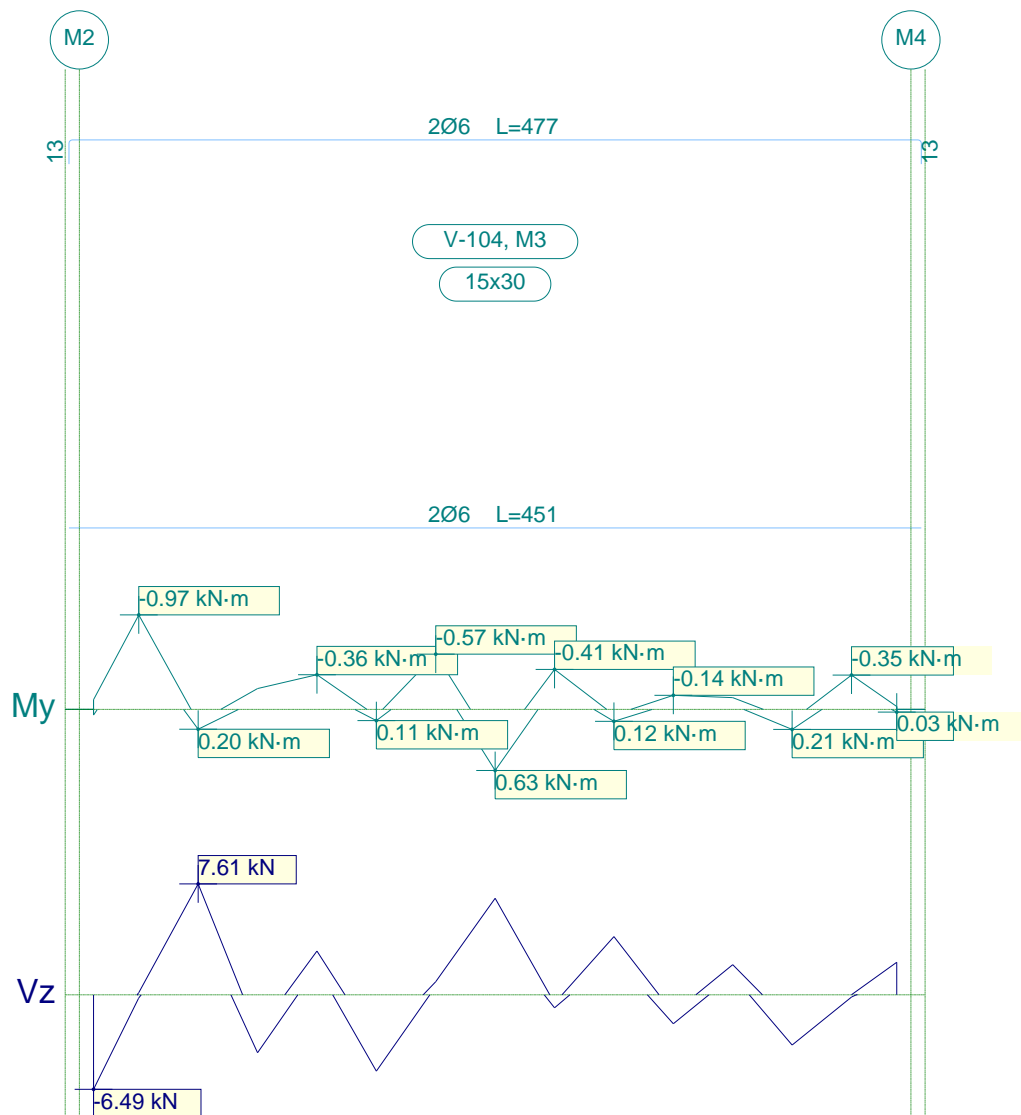 M2 M4
2Ø6 L=477
13 13
V-104, M3
15x30
2Ø6 L=451
-0.97 kN·m
-0.57 kN·m
-0.41 kN·m
-0.36 kN·m
-0.35 kN·m
-0.14 kN·m
My
0.03 kN·m
0.20 kN·m
0.11 kN·m
0.12 kN·m
0.21 kN·m
0.63 kN·m
7.61 kN
Vz
-6.49 kN